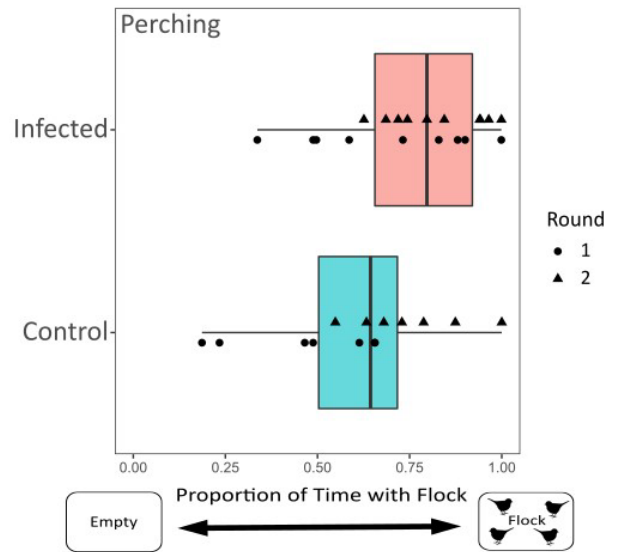 Perching
Infected
Control
Round
1
2
0.00 0.25 0.50 0.75 1.00
Proportion of Time with Flock
Empty
Flock